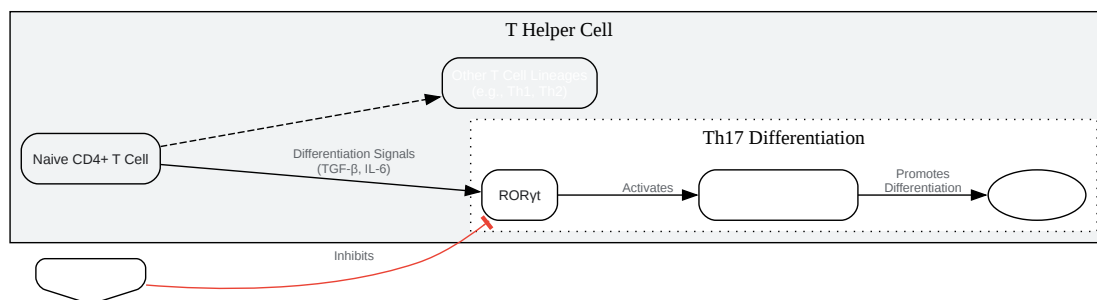 T Helper Cell
Other T Cell Lineages
(e.g., Th1, Th2)
Naive CD4+ T Cell
Differentiation Signals
(TGF-β, IL-6)
Th17 Differentiation
RORγt
Activates
Promotes
Differentiation
Inhibits